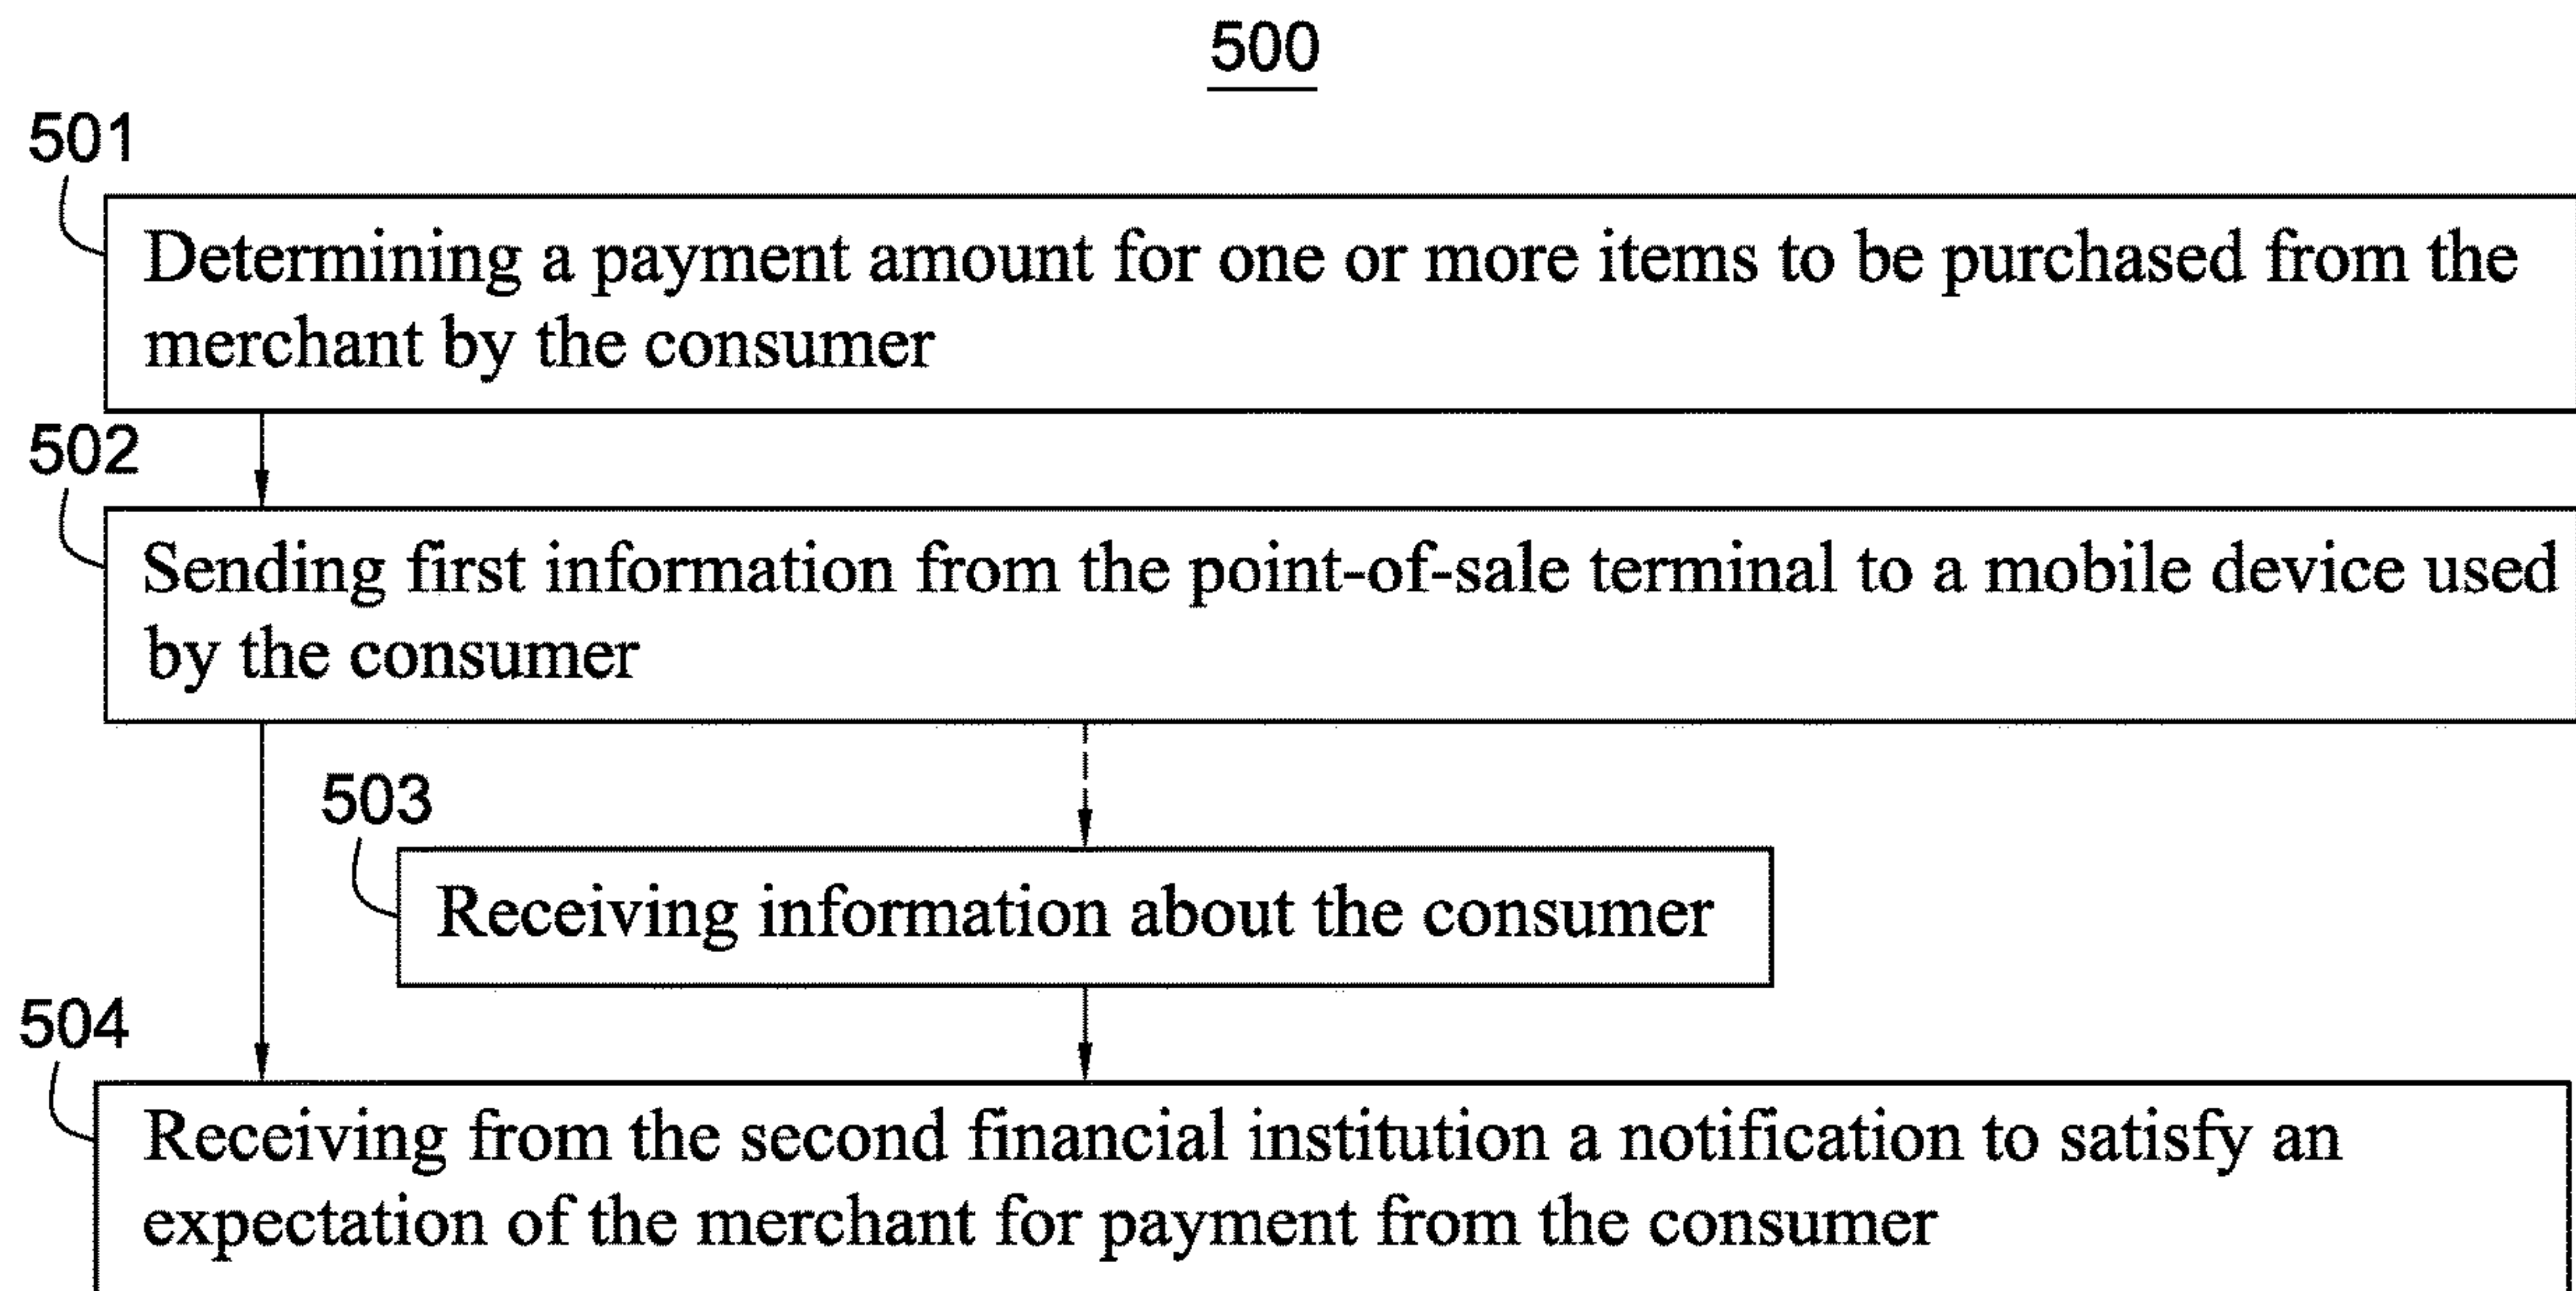 500
501
Determining a payment amount for one or more items to be purchased from the
merchant by the consumer
502
Sending first information from the point-of-sale terminal to a mobile device used
by the consumer
503
Receiving information about the consumer
504
Receiving from the second financial institution a notification to satisfy an
expectation of the merchant for payment from the consumer